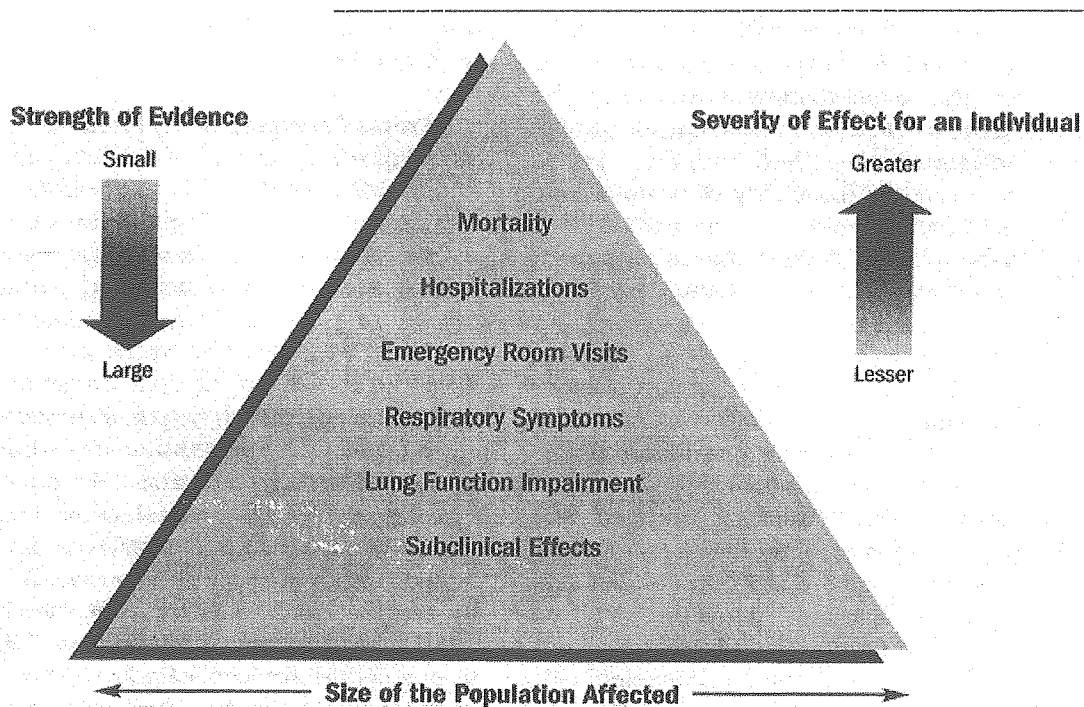 Strength of Evidence
Small
Large
Severity of Effect for an Individual
Greater
Lesser
Mortality
Hospitalizations
Emergency Room Visits
Respiratory Symptoms
Lung Function Impairment
Subclinical Effects
Size of the Population Affected